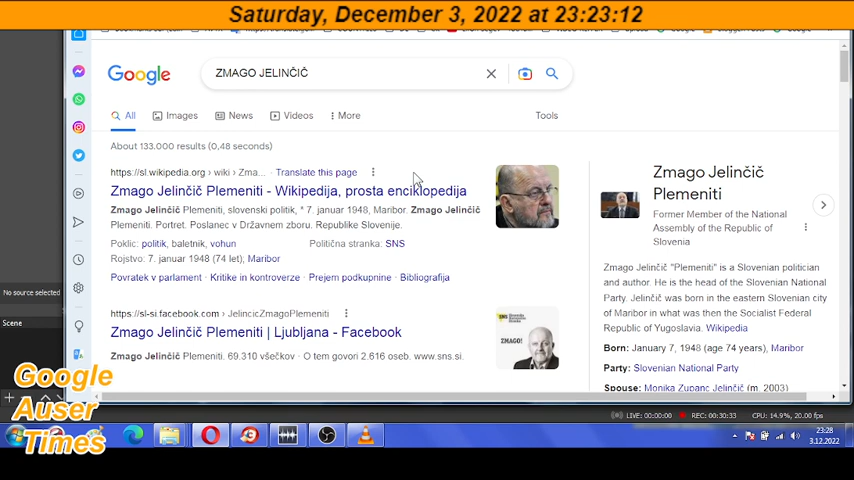 Saturday, December 3, 2022 at 23:23:12
Google
ZMAGO JELINČIČ
All
Images
News
Videos
More
Tools
About 133.000 results (0,48 seconds)
https://sl.wikipedia.org › wiki › Zma... · Translate this page
Zmago Jelinčič Plemeniti - Wikipedija, prosta enciklopedija
Zmago Jelinčič Plemeniti, slovenski politik, * 7. januar 1948, Maribor. Zmago Jelinčič
Plemeniti. Portret. Poslanec v Državnem zboru. Republike Slovenije.
Poklic: politik, baletnik, vohun
Politična stranka: SNS
Rojstvo: 7. januar 1948 (74 let); Maribor
Povratek v parlament · Kritike in kontroverze · Prejem podkupnine · Bibliografija
https://sl-si.facebook.com › JelincicZmagoPlemeniti
Zmago Jelinčič Plemeniti | Ljubljana - Facebook
Zmago Jelinčič Plemeniti. 69.310 všečkov · O tem govori 2.616 oseb. www.sns.si.
ZMAGO!
Zmago Jelinčič
Plemeniti
Former Member of the National
Assembly of the Republic of
Slovenia
Zmago Jelinčič "Plemeniti" is a Slovenian politician
and author. He is the head of the Slovenian National
Party. Jelinčič was born in the eastern Slovenian city
of Maribor in what was then the Socialist Federal
Republic of Yugoslavia. Wikipedia
Born: January 7, 1948 (age 74 years), Maribor
Party: Slovenian National Party
Spouse: Monika Zupanc Jelinčič (m. 2003)
No source selected
Scene
LIVE: 00:00:00
REC: 00:30:33
CPU: 14.9%, 20.00 fps
Google
Auser
Times
23:28
3.12.2022